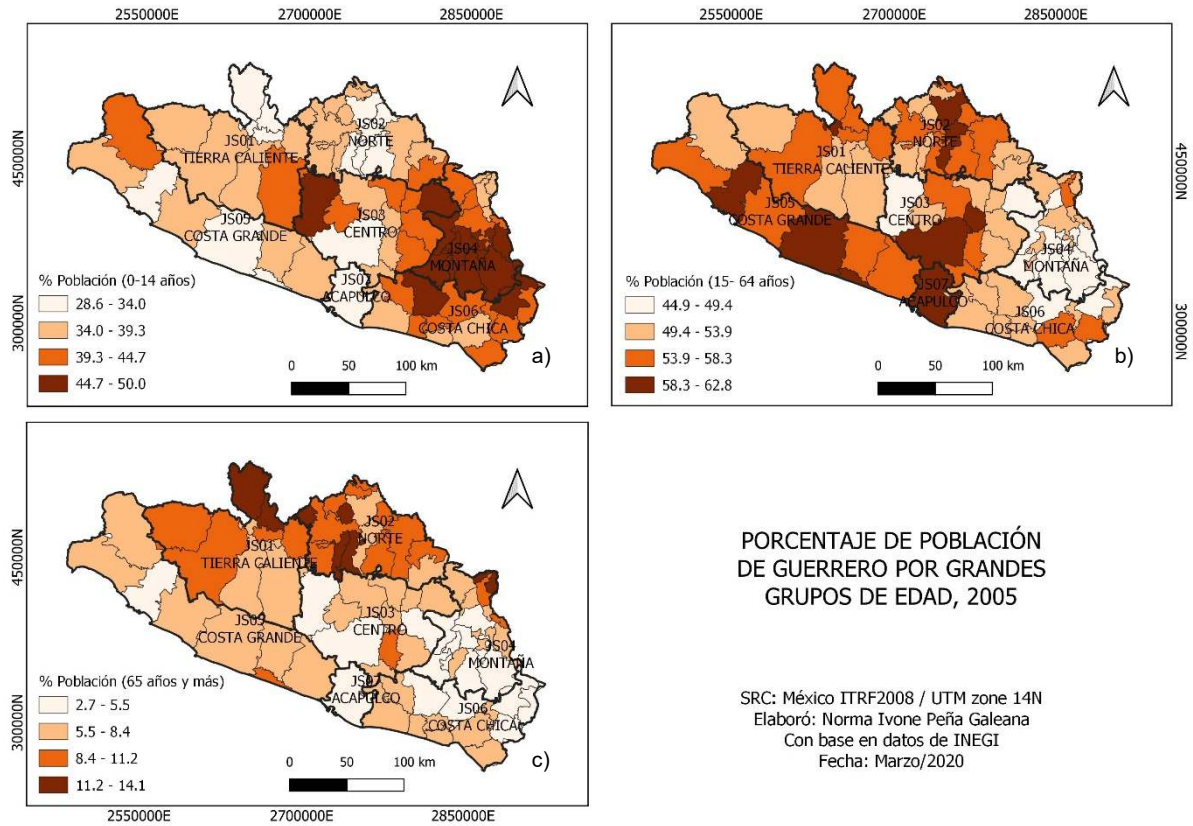 2550000E 2700000E 2850000E
2550000E 2700000E 2850000E
450000N
300000N
JS01
TIERRA CALIENTE
JS02
NORTE
JS03
CENTRO
JS05
COSTA GRANDE
JS04
MONTAÑA
JS07
ACAPULCO
JS06
COSTA CHICA
% Población (0-14 años)
28.6 - 34.0
34.0 - 39.3
39.3 - 44.7
44.7 - 50.0
0 50 100 km
a)
JS01
TIERRA CALIENTE
JS02
NORTE
JS03
CENTRO
JS05
COSTA GRANDE
JS04
MONTAÑA
JS07
ACAPULCO
JS06
COSTA CHICA
% Población (15- 64 años)
44.9 - 49.4
49.4 - 53.9
53.9 - 58.3
58.3 - 62.8
0 50 100 km
b)
450000N
300000N
450000N
300000N
JS01
TIERRA CALIENTE
JS02
NORTE
JS03
CENTRO
JS05
COSTA GRANDE
JS04
MONTAÑA
JS07
ACAPULCO
JS06
COSTA CHICA
% Población (65 años y más)
2.7 - 5.5
5.5 - 8.4
8.4 - 11.2
11.2 - 14.1
0 50 100 km
c)
2550000E 2700000E 2850000E
PORCENTAJE DE POBLACIÓN
DE GUERRERO POR GRANDES
GRUPOS DE EDAD, 2005
SRC: México ITRF2008 / UTM zone 14N
Elaboró: Norma Ivone Peña Galeana
Con base en datos de INEGI
Fecha: Marzo/2020